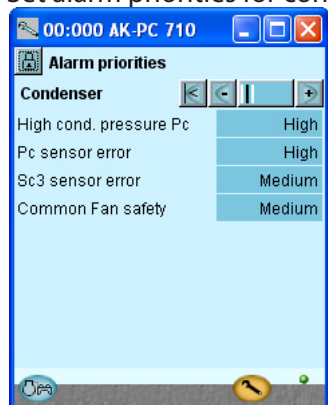 Set alarm priorities for con
00:000 AK-PC 710
Alarm priorities
Condenser
High cond. pressure Pc High
Pc sensor error High
Sc3 sensor error Medium
Common Fan safety Medium